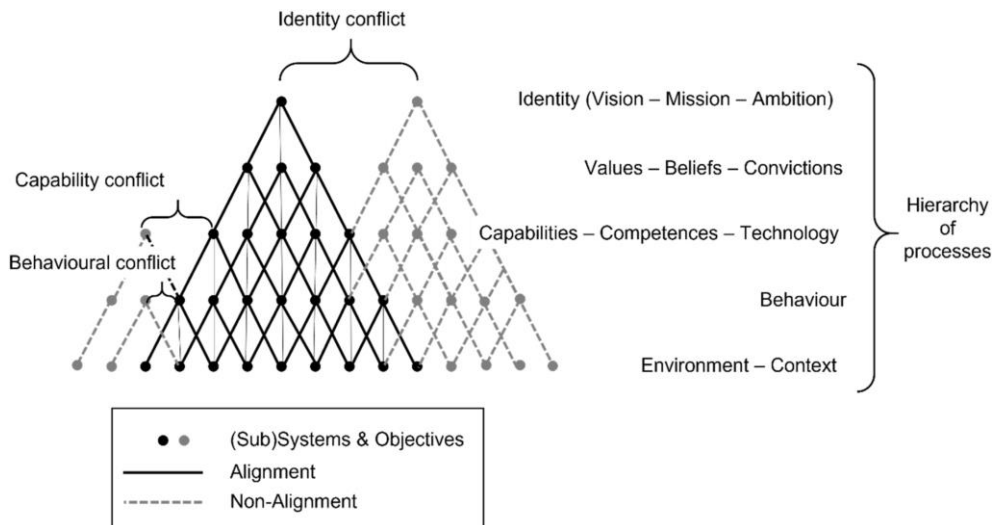 Identity conflict
Identity (Vision – Mission – Ambition)
Values – Beliefs – Convictions
Capability conflict
Capabilities – Competences – Technology
Hierarchy
of
processes
Behavioural conflict
Behaviour
Environment – Context
(Sub)Systems & Objectives
Alignment
Non-Alignment